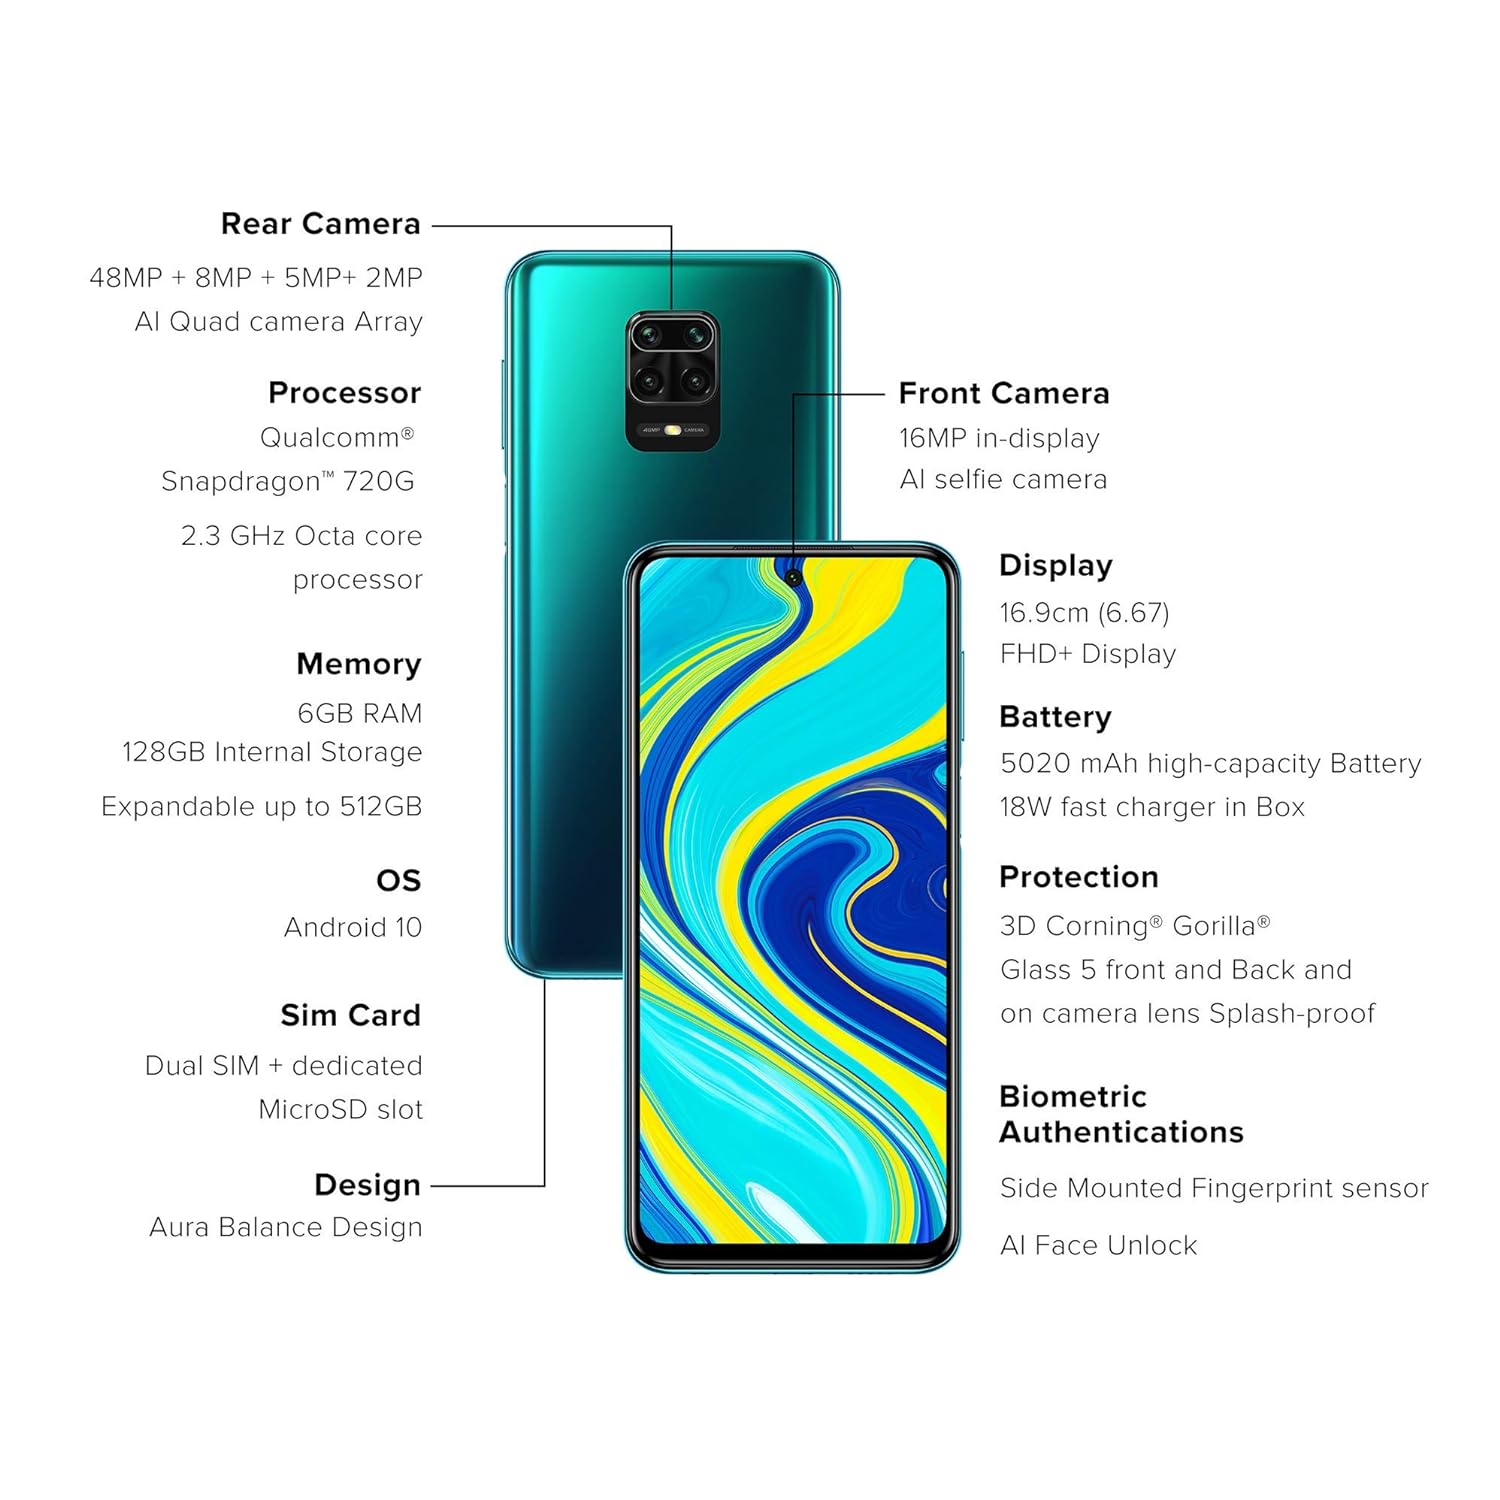 Rear Camera
48MP + 8MP + 5MP+ 2MP
AI Quad camera Array
Processor
Qualcomm®
Snapdragon™ 720G
2.3 GHz Octa core
processor
Memory
6GB RAM
128GB Internal Storage
Expandable up to 512GB
OS
Android 10
Sim Card
Dual SIM + dedicated
MicroSD slot
Design
Aura Balance Design
48MP CAMERA
Front Camera
16MP in-display
AI selfie camera
Display
16.9cm (6.67)
FHD+ Display
Battery
5020 mAh high-capacity Battery
18W fast charger in Box
Protection
3D Corning® Gorilla®
Glass 5 front and Back and
on camera lens Splash-proof
Biometric
Authentications
Side Mounted Fingerprint sensor
AI Face Unlock